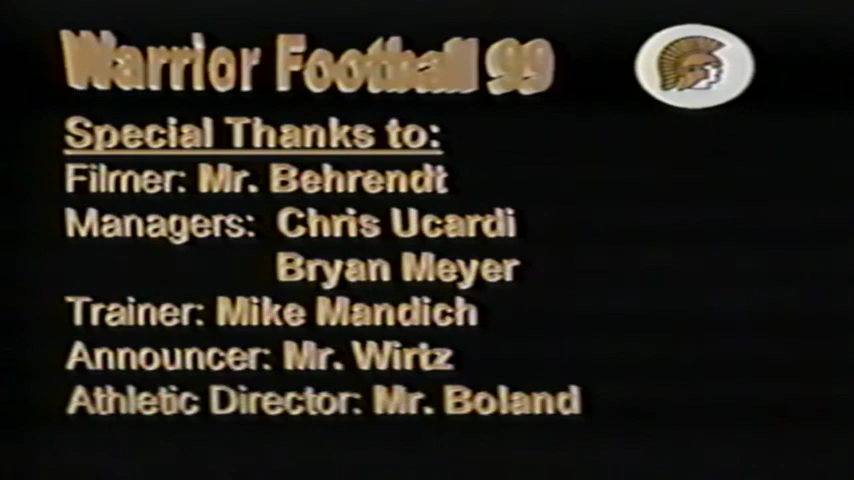 Warrior Football 99
Special Thanks to:
Filmer: Mr. Behrendt
Managers: Chris Ucardi
Bryan Meyer
Trainer: Mike Mandich
Announcer: Mr. Wirtz
Athletic Director: Mr. Boland